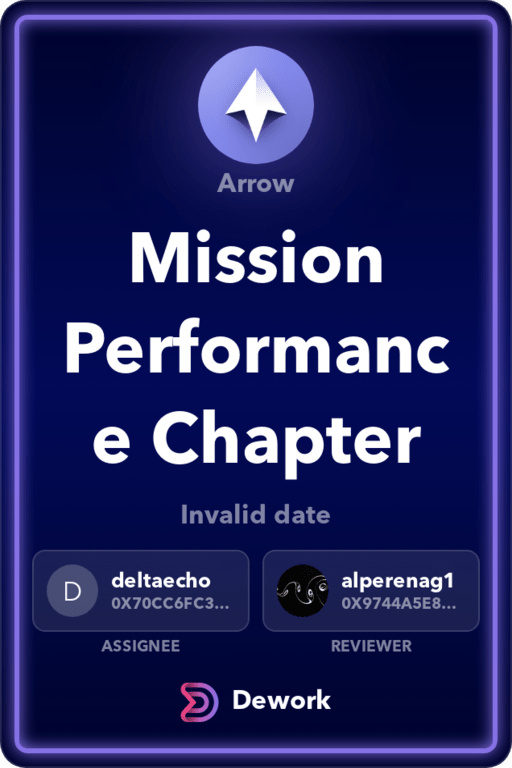 Arrow
Mission
Performanc
e Chapter
Invalid date
D
deltaecho
0X70CC6FC3...
ASSIGNEE
alperenag1
0X9744A5E8...
REVIEWER
Dework